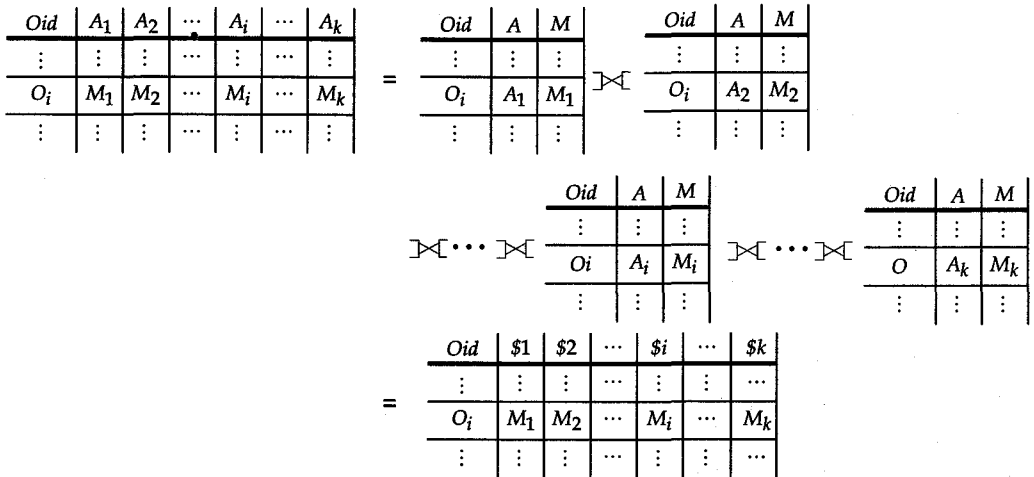 Oid A1 A2 ⋯ Ai ⋯ Ak
⋮ ⋮ ⋮ ⋯ ⋮ ⋯ ⋮
Oi M1 M2 ⋯ Mi ⋯ Mk
⋮ ⋮ ⋮ ⋯ ⋮ ⋯ ⋮
=
Oid A M
⋮ ⋮ ⋮
Oi A1 M1
⋮ ⋮ ⋮
⟗
Oid A M
⋮ ⋮ ⋮
Oi A2 M2
⋮ ⋮ ⋮
⟗ ⋯ ⟗
Oid A M
⋮ ⋮ ⋮
Oi Ai Mi
⋮ ⋮ ⋮
⟗ ⋯ ⟗
Oid A M
⋮ ⋮ ⋮
O Ak Mk
⋮ ⋮ ⋮
=
Oid $1 $2 ⋯ $i ⋯ $k
⋮ ⋮ ⋮ ⋯ ⋮ ⋮ ⋯
Oi M1 M2 ⋯ Mi ⋯ Mk
⋮ ⋮ ⋮ ⋯ ⋮ ⋮ ⋯